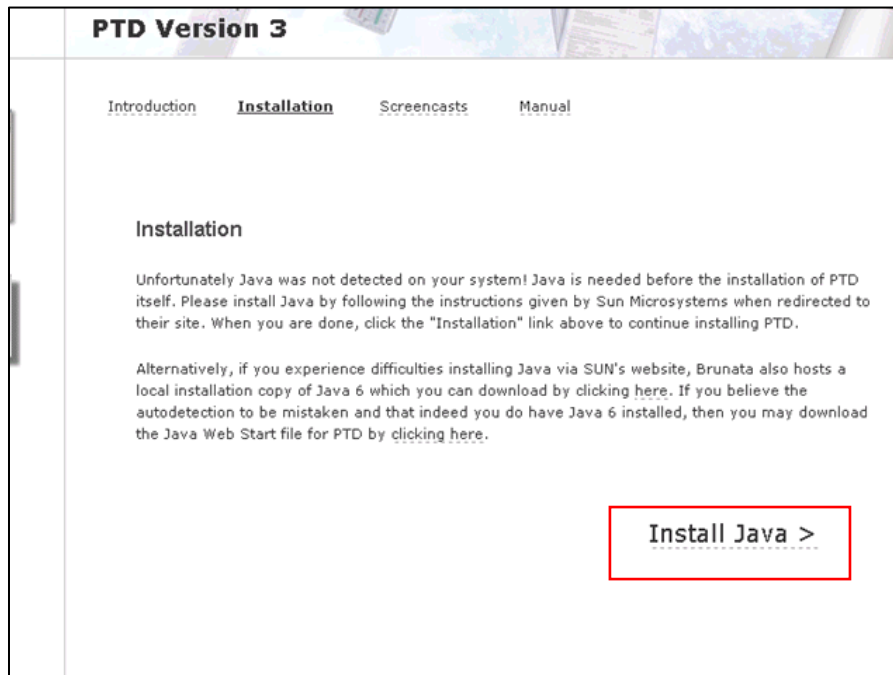 PTD Version 3
Introduction Installation Screencasts Manual
Installation
Unfortunately Java was not detected on your system! Java is needed before the installation of PTD
itself. Please install Java by following the instructions given by Sun Microsystems when redirected to
their site. When you are done, click the "Installation" link above to continue installing PTD.
Alternatively, if you experience difficulties installing Java via SUN's website, Brunata also hosts a
local installation copy of Java 6 which you can download by clicking here. If you believe the
autodetection to be mistaken and that indeed you do have Java 6 installed, then you may download
the Java Web Start file for PTD by clicking here.
Install Java >